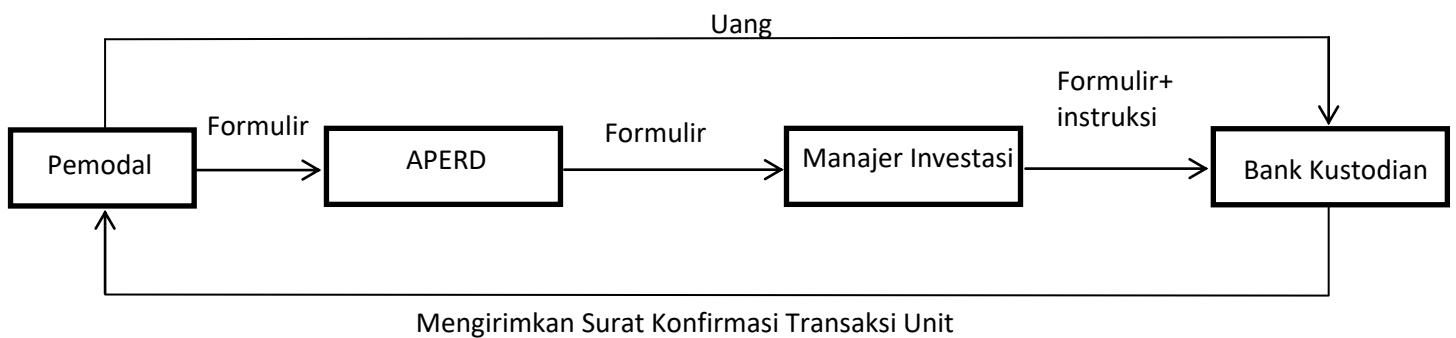 Uang
Formulir+
instruksi
Formulir
Formulir
Pemodal
APERD
Manajer Investasi
Bank Kustodian
Mengirimkan Surat Konfirmasi Transaksi Unit